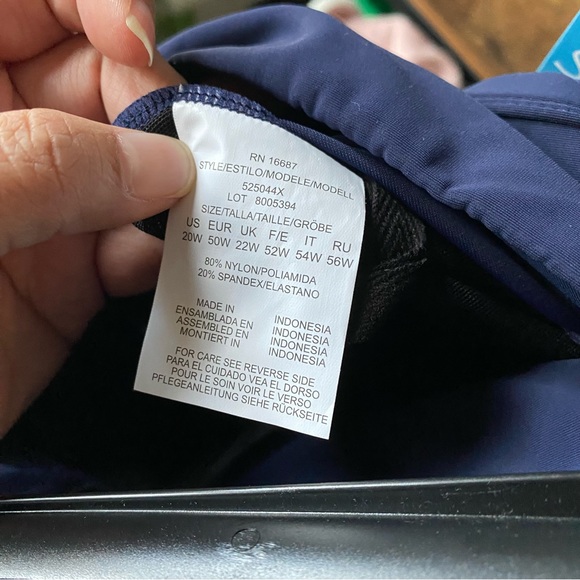 RN 16687
STYLE/ESTILO/MODELE/MODELL
525044X
LOT 8005394
SIZE/TALLA/TAILLE/GRÖBE
US EUR UK F/E IT RU
20W 50W 22W 52W 54W 56W
80% NYLON/POLIAMIDA
20% SPANDEX/ELASTANO
MADE IN INDONESIA
ENSAMBLADA EN INDONESIA
ASSEMBLED EN INDONESIA
MONTIERT IN INDONESIA
FOR CARE SEE REVERSE SIDE
PARA EL CUIDADO VEA EL DORSO
POUR LE SOIN VOIR LE VERSO
PFLEGEANLEITUNG SIEHE RÜCKSEITE